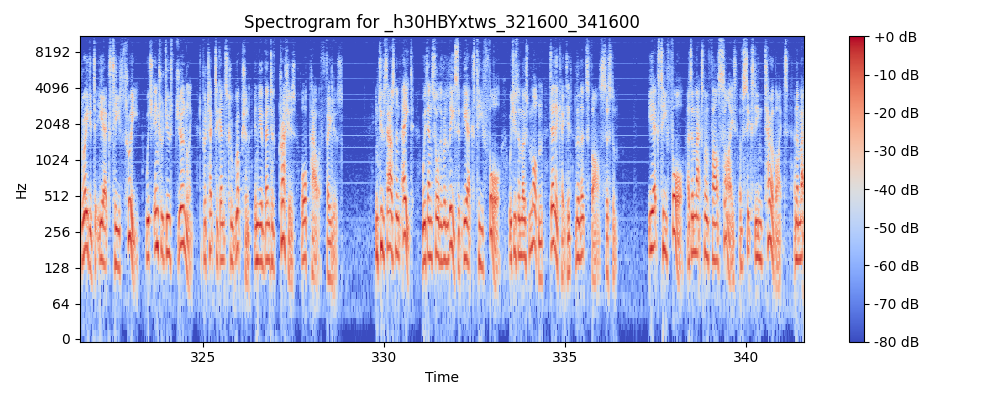 Spectrogram for _h30HBYxtws_321600_341600
Hz
8192
4096
2048
1024
512
256
128
64
0
325
330
335
340
Time
+0 dB
-10 dB
-20 dB
-30 dB
-40 dB
-50 dB
-60 dB
-70 dB
-80 dB